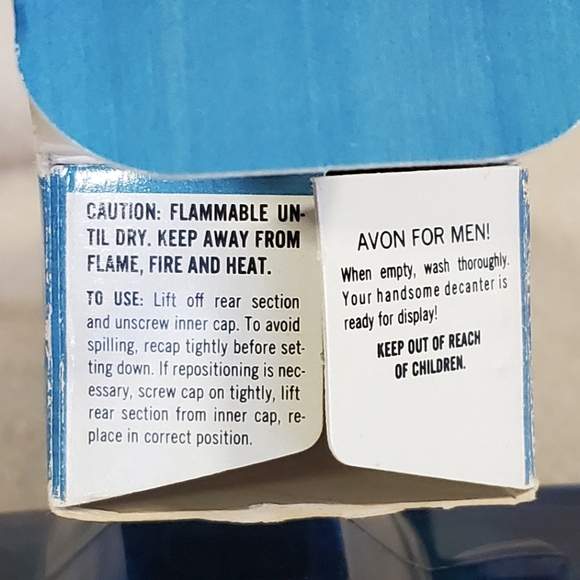 CAUTION: FLAMMABLE UN-
TIL DRY. KEEP AWAY FROM
FLAME, FIRE AND HEAT.
TO USE: Lift off rear section
and unscrew inner cap. To avoid
spilling, recap tightly before set-
ting down. If repositioning is nec-
essary, screw cap on tightly, lift
rear section from inner cap, re-
place in correct position.
AVON FOR MEN!
When empty, wash thoroughly.
Your handsome decanter is
ready for display!
KEEP OUT OF REACH
OF CHILDREN.